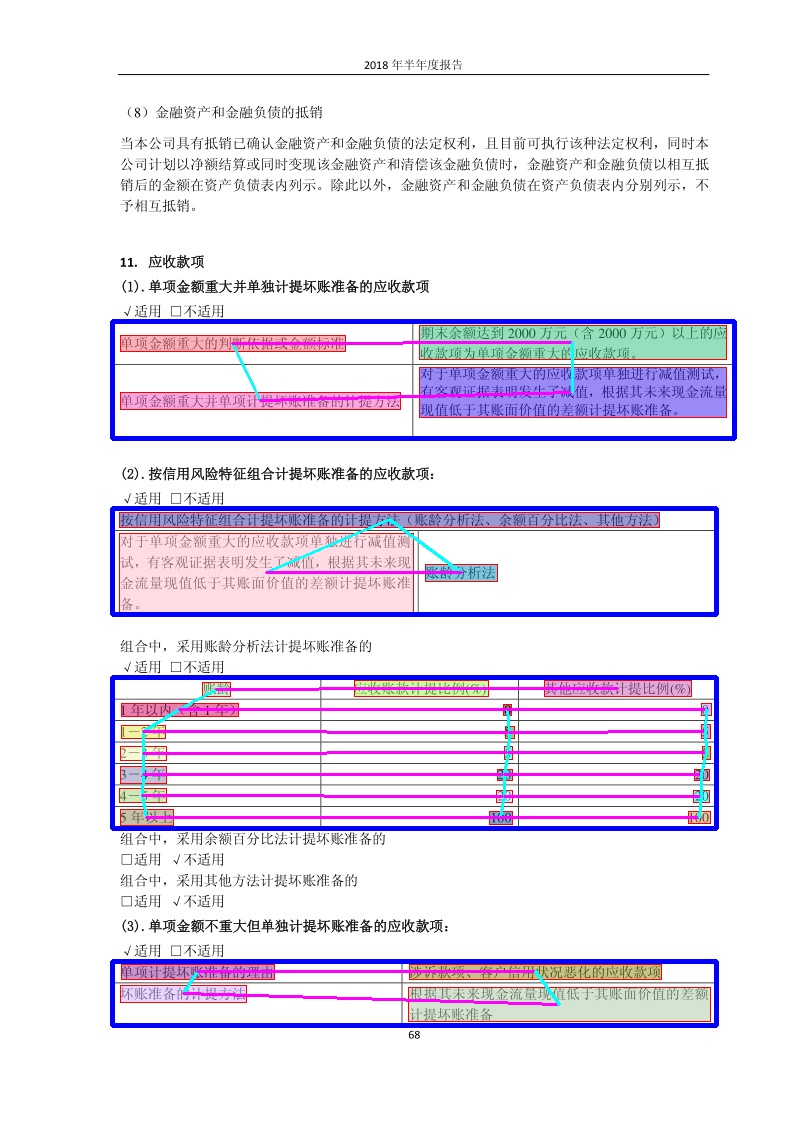 2018 年半年度报告
（8）金融资产和金融负债的抵销
当本公司具有抵销已确认金融资产和金融负债的法定权利，且目前可执行该种法定权利，同时本
公司计划以净额结算或同时变现该金融资产和清偿该金融负债时，金融资产和金融负债以相互抵
销后的金额在资产负债表内列示。除此以外，金融资产和金融负债在资产负债表内分别列示，不
予相互抵销。
11. 应收款项
(1).单项金额重大并单独计提坏账准备的应收款项
√适用 □不适用
单项金额重大的判断依据或金额标准
期末余额达到 2000 万元（含 2000 万元）以上的应
收款项为单项金额重大的应收款项。
单项金额重大并单项计提坏账准备的计提方法
对于单项金额重大的应收款项单独进行减值测试，
有客观证据表明发生了减值，根据其未来现金流量
现值低于其账面价值的差额计提坏账准备。
(2).按信用风险特征组合计提坏账准备的应收款项：
√适用 □不适用
按信用风险特征组合计提坏账准备的计提方法（账龄分析法、余额百分比法、其他方法）
对于单项金额重大的应收款项单独进行减值测
试，有客观证据表明发生了减值，根据其未来现
金流量现值低于其账面价值的差额计提坏账准
备。
账龄分析法
组合中，采用账龄分析法计提坏账准备的
√适用 □不适用
账龄 应收账款计提比例(%) 其他应收款计提比例(%)
1 年以内（含 1 年）
1－2 年
2－3 年
3－4 年
4－5 年
5 年以上 100 100
组合中，采用余额百分比法计提坏账准备的
□适用 √不适用
组合中，采用其他方法计提坏账准备的
□适用 √不适用
(3).单项金额不重大但单独计提坏账准备的应收款项：
√适用 □不适用
单项计提坏账准备的理由 涉诉款项、客户信用状况恶化的应收款项
坏账准备的计提方法 根据其未来现金流量现值低于其账面价值的差额
计提坏账准备
68